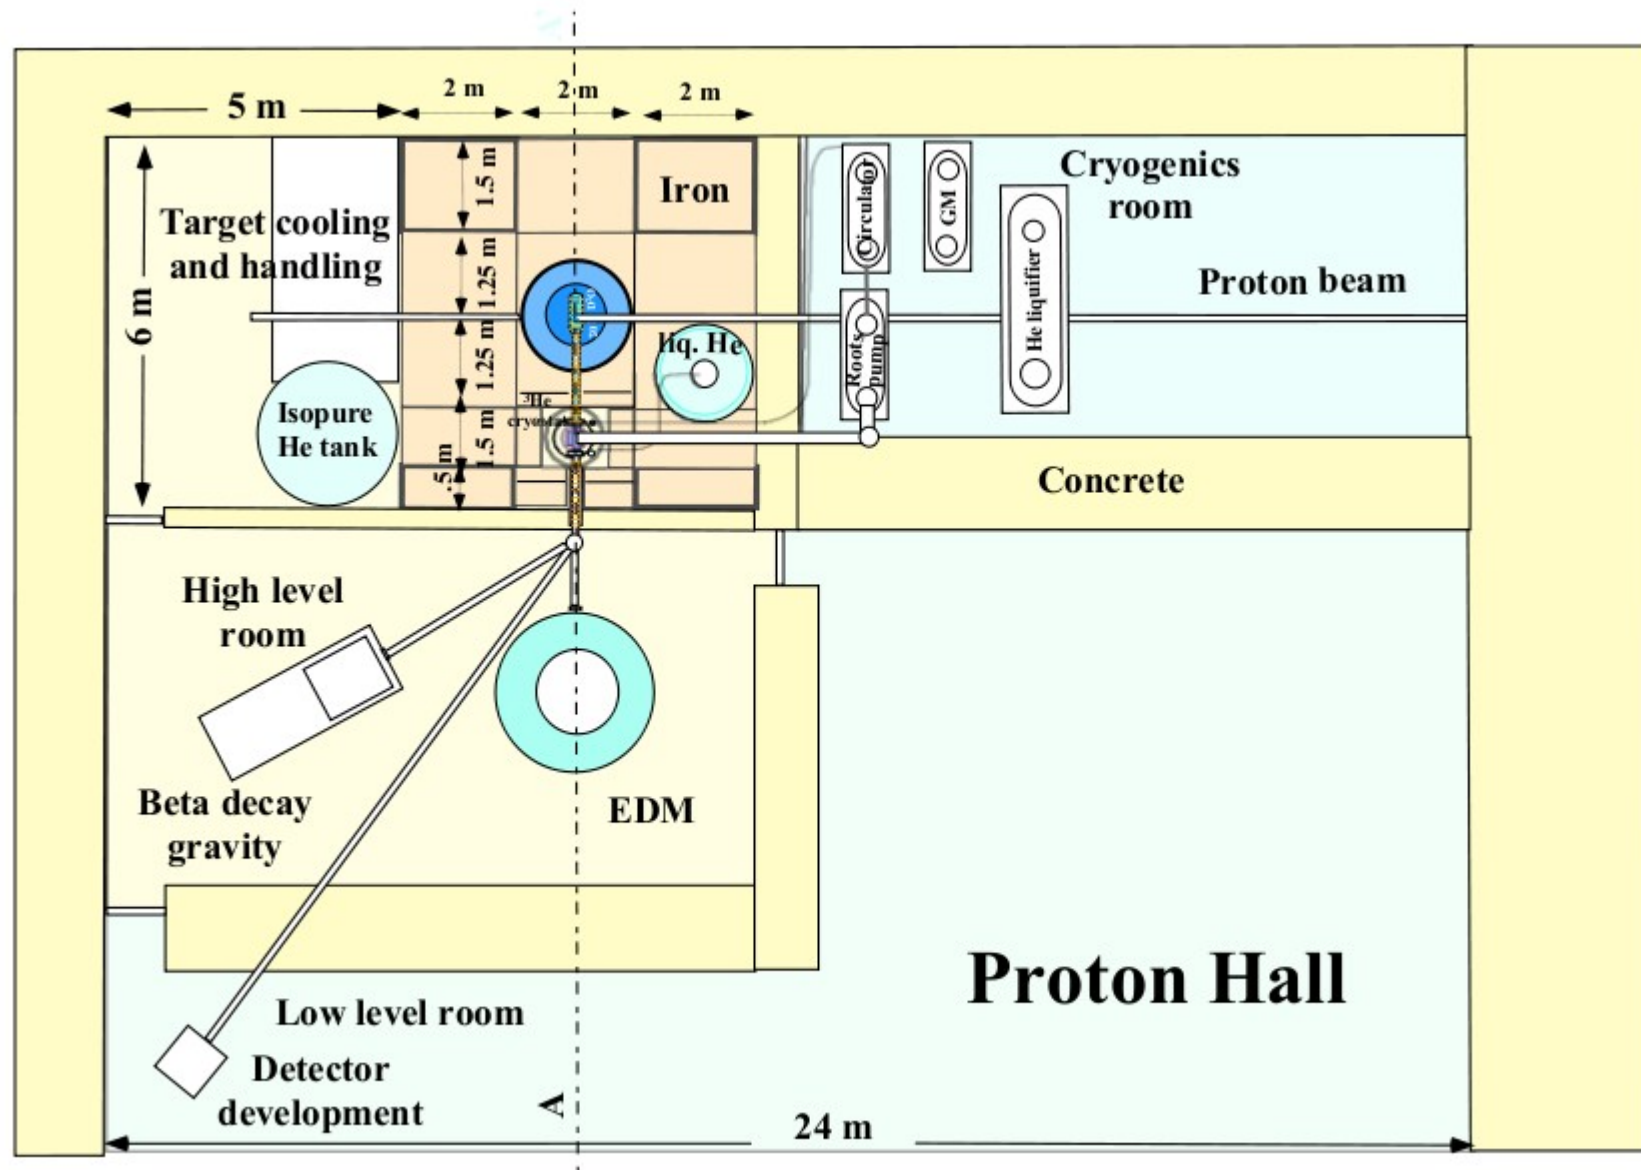 5 m
2 m
2 m
2 m
6 m
1.5 m
1.25 m
1.25 m
1.5 m
.5 m
Iron
Target cooling
and handling
Isopure
He tank
liq. He
³He
Circulator
GM
He liquifier
Roots
pump
Cryogenics
room
Proton beam
Concrete
High level
room
Beta decay
gravity
EDM
Proton Hall
Low level room
Detector
development
A
24 m